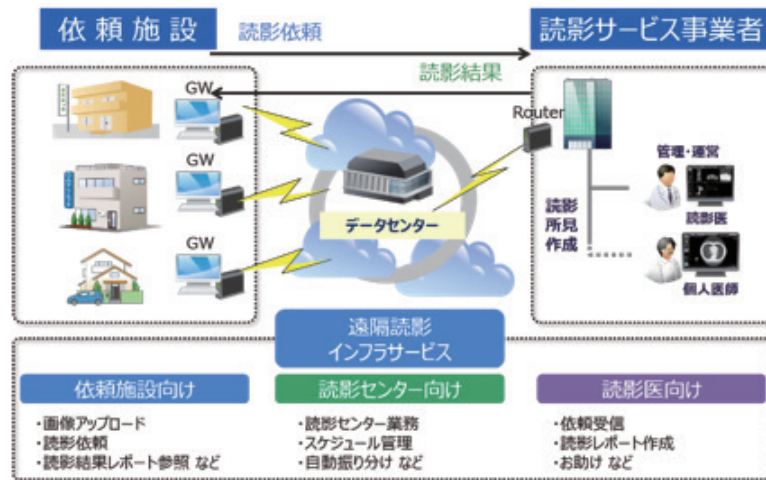 依頼施設
読影依頼
読影サービス事業者
読影結果
GW
Router
GW
GW
データセンター
管理・運営
読影医
読影
所見
作成
個人医師
遠隔読影
インフラサービス
依頼施設向け
・画像アップロード
・読影依頼
・読影結果レポート参照 など
読影センター向け
・読影センター業務
・スケジュール管理
・自動振り分け など
読影医向け
・依頼受信
・読影レポート作成
・お助け など